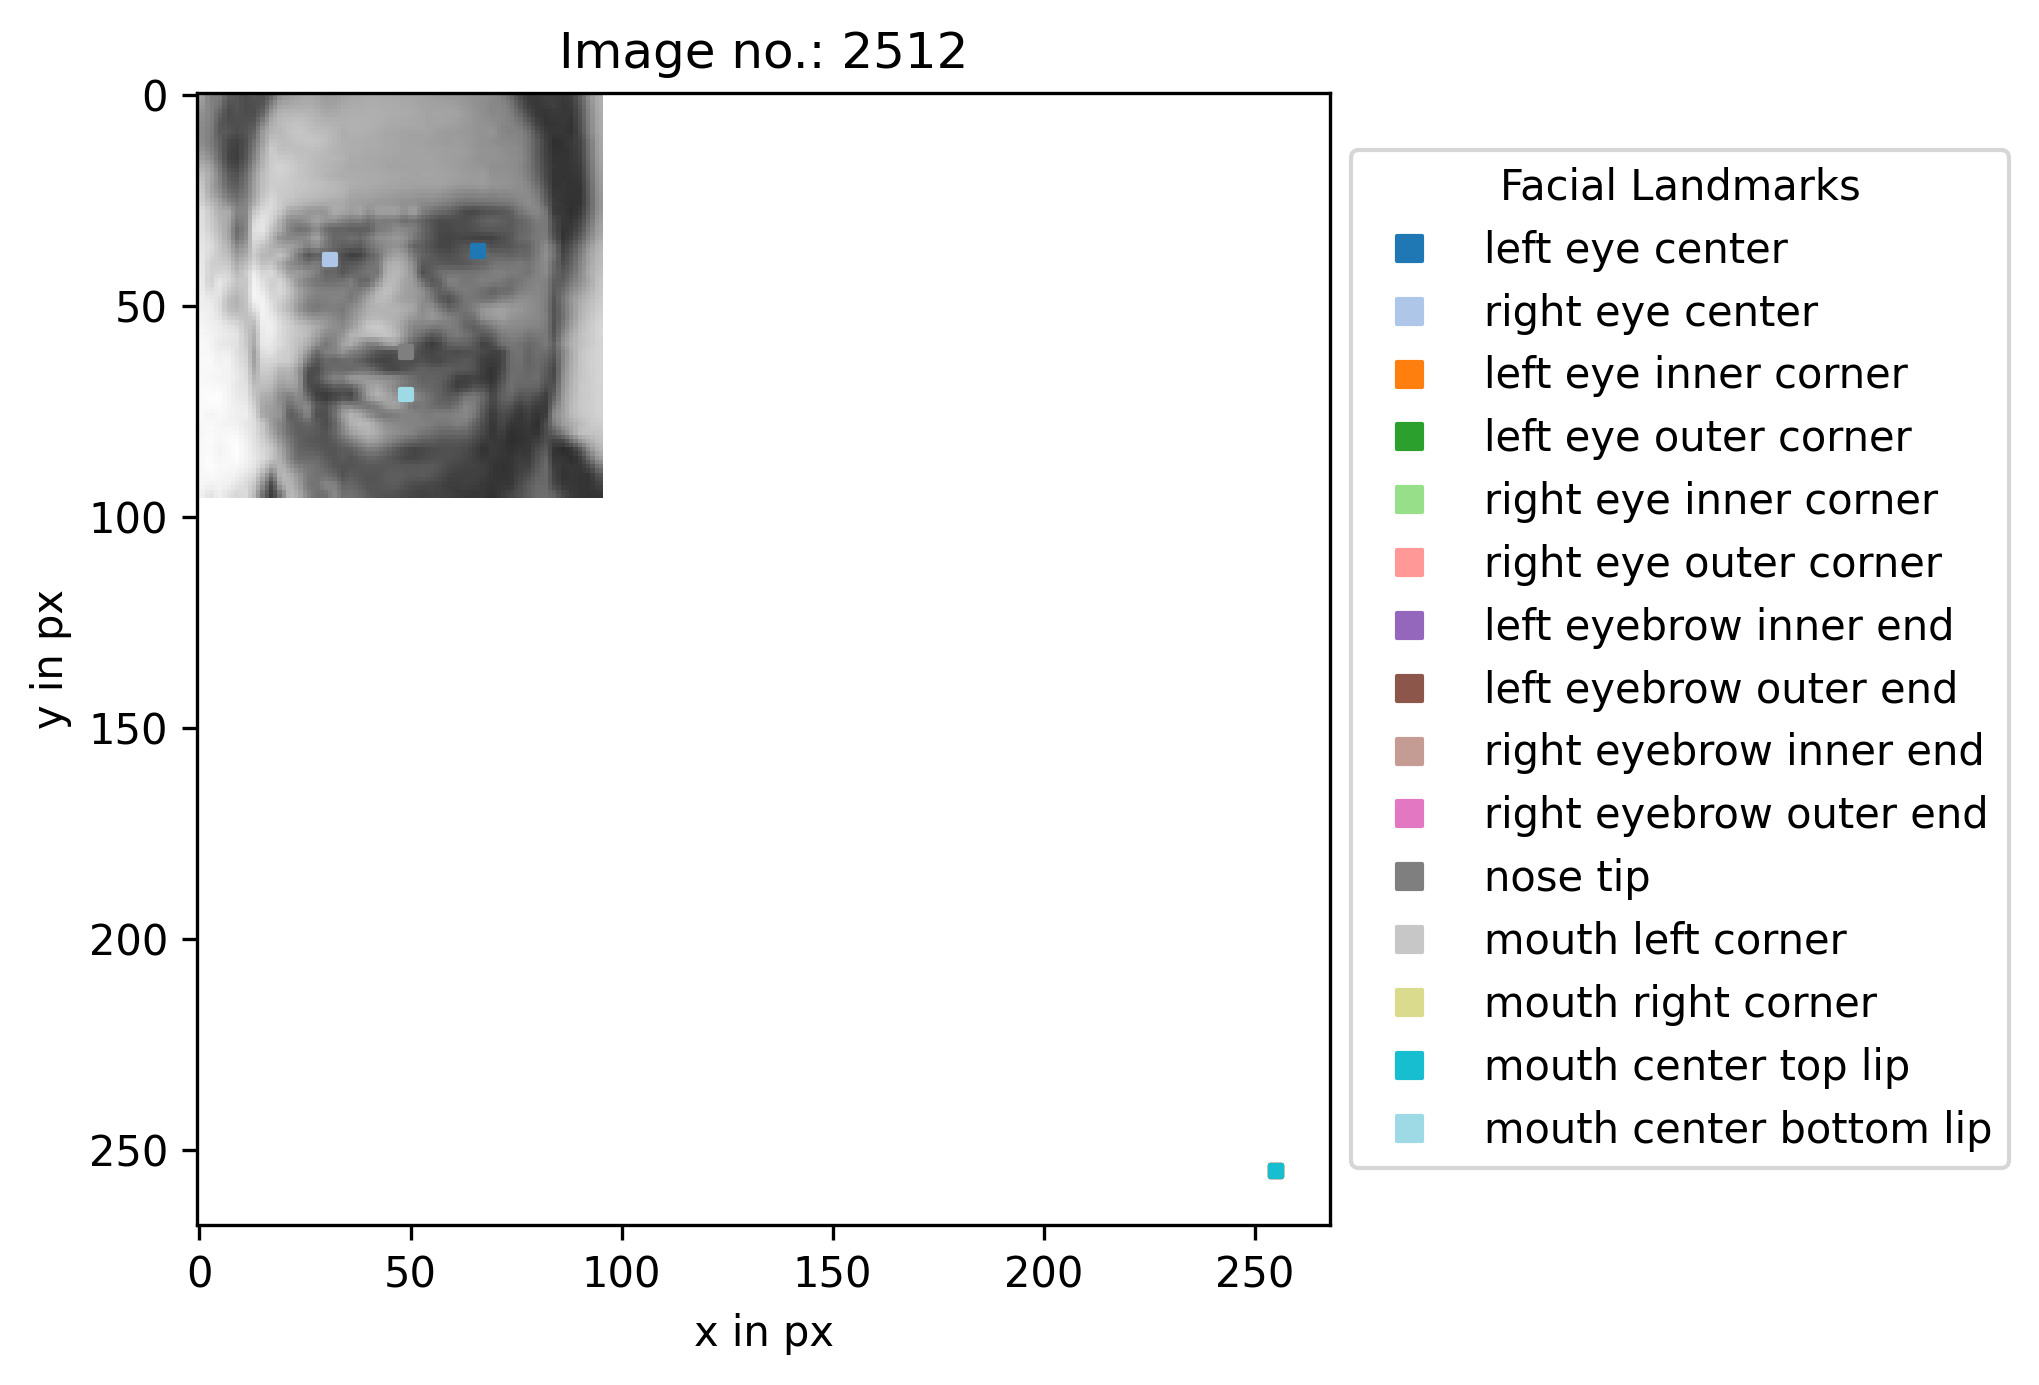 Image no.: 2512
0
50
100
150
200
250
y in px
0 50 100 150 200 250
x in px
Facial Landmarks
left eye center
right eye center
left eye inner corner
left eye outer corner
right eye inner corner
right eye outer corner
left eyebrow inner end
left eyebrow outer end
right eyebrow inner end
right eyebrow outer end
nose tip
mouth left corner
mouth right corner
mouth center top lip
mouth center bottom lip